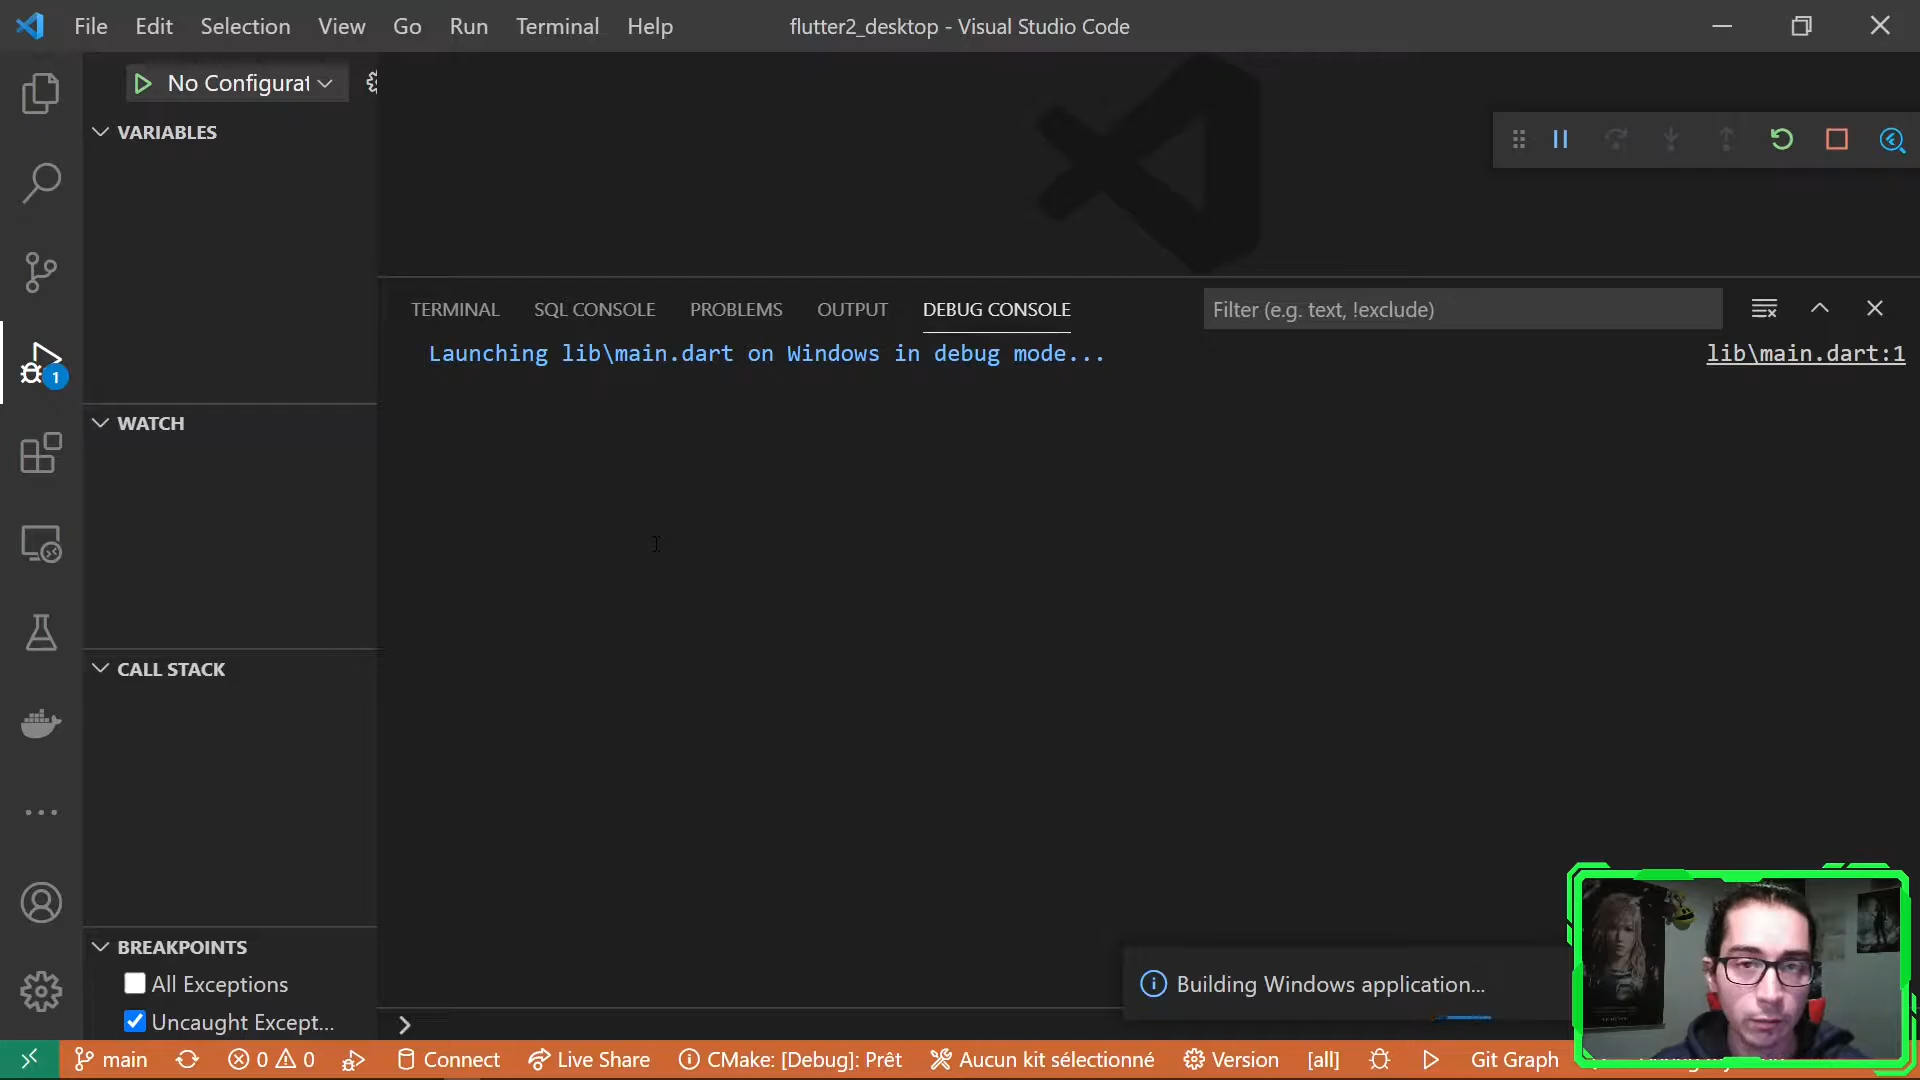 File Edit Selection View Go Run Terminal Help
flutter2_desktop - Visual Studio Code
No Configurat
VARIABLES
WATCH
CALL STACK
BREAKPOINTS
All Exceptions
Uncaught Except...
TERMINAL SQL CONSOLE PROBLEMS OUTPUT DEBUG CONSOLE
Filter (e.g. text, !exclude)
Launching lib\main.dart on Windows in debug mode...
lib\main.dart:1
1
Building Windows application...
main 0 0 Connect Live Share CMake: [Debug]: Prêt Aucun kit sélectionné Version [all] Git Graph